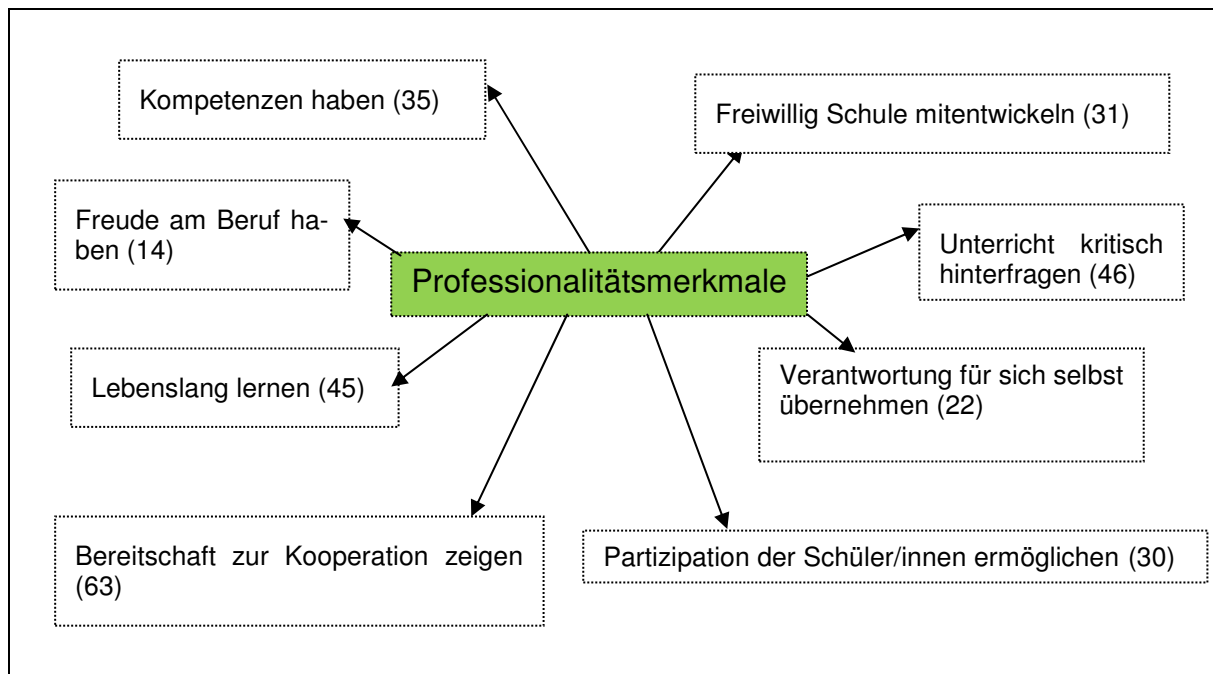 Kompetenzen haben (35)
Freiwillig Schule mitentwickeln (31)
Freude am Beruf ha-
ben (14)
Unterricht kritisch
hinterfragen (46)
Professionalitätsmerkmale
Lebenslang lernen (45)
Verantwortung für sich selbst
übernehmen (22)
Bereitschaft zur Kooperation zeigen
(63)
Partizipation der Schüler/innen ermöglichen (30)